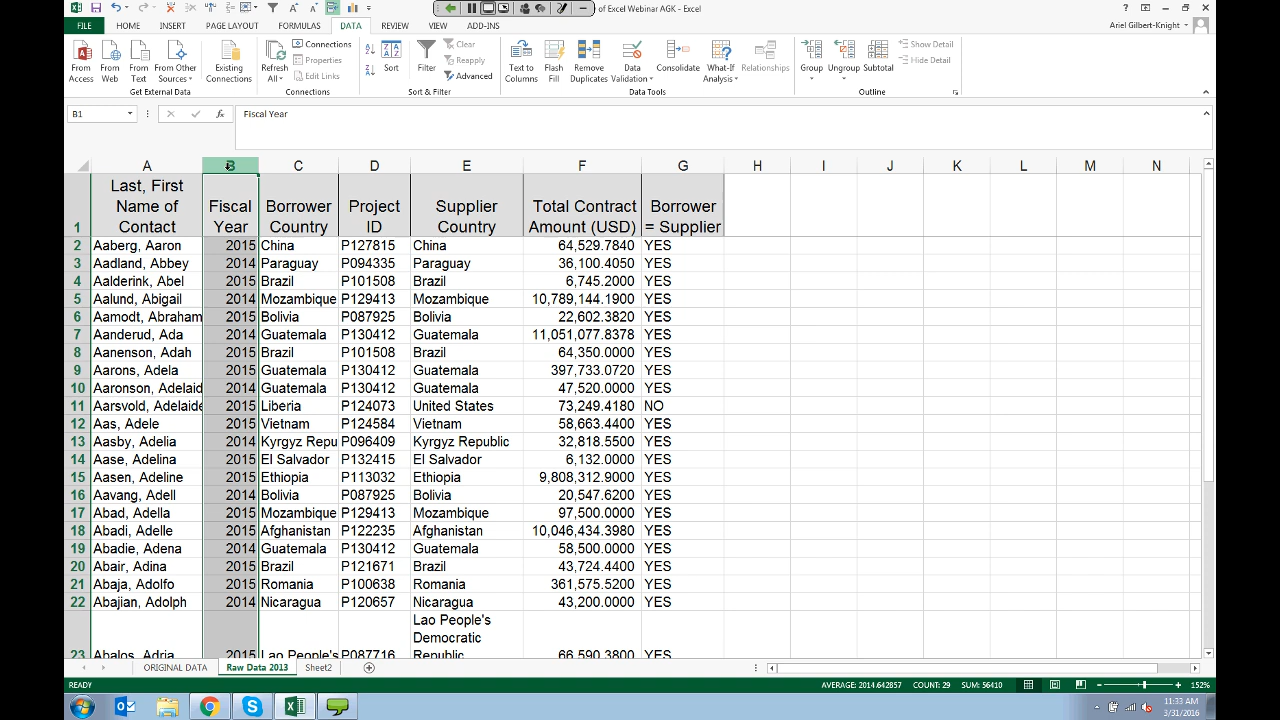 of Excel Webinar AGK - Excel
FILE HOME INSERT PAGE LAYOUT FORMULAS DATA REVIEW VIEW ADD-INS Ariel Gilbert-Knight
From Access
From Web
From Text
From Other Sources
Existing Connections
Get External Data
Refresh All
Connections
Properties
Edit Links
Connections
Sort
Filter
Clear
Reapply
Advanced
Sort & Filter
Text to Columns
Flash Fill
Remove Duplicates
Data Validation
Consolidate
What-If Analysis
Relationships
Data Tools
Group
Ungroup
Subtotal
Show Detail
Hide Detail
Outline
B1 fx Fiscal Year
A B C D E F G H I J K L M N
1 Last, First Name of Contact Fiscal Year Borrower Country Project ID Supplier Country Total Contract Amount (USD) Borrower = Supplier
2 Aaberg, Aaron 2015 China P127815 China 64,529.7840 YES
3 Aadland, Abbey 2014 Paraguay P094335 Paraguay 36,100.4050 YES
4 Aalderink, Abel 2015 Brazil P101508 Brazil 6,745.2000 YES
5 Aalund, Abigail 2014 Mozambique P129413 Mozambique 10,789,144.1900 YES
6 Aamodt, Abraham 2015 Bolivia P087925 Bolivia 22,602.3820 YES
7 Aanderud, Ada 2014 Guatemala P130412 Guatemala 11,051,077.8378 YES
8 Aanenson, Adah 2015 Brazil P101508 Brazil 64,350.0000 YES
9 Aarons, Adela 2015 Guatemala P130412 Guatemala 397,733.0720 YES
10 Aaronson, Adelaid 2014 Guatemala P130412 Guatemala 47,520.0000 YES
11 Aarsvold, Adelaide 2015 Liberia P124073 United States 73,249.4180 NO
12 Aas, Adele 2015 Vietnam P124584 Vietnam 58,663.4400 YES
13 Aasby, Adelia 2014 Kyrgyz Repu P096409 Kyrgyz Republic 32,818.5500 YES
14 Aase, Adelina 2015 El Salvador P132415 El Salvador 6,132.0000 YES
15 Aasen, Adeline 2015 Ethiopia P113032 Ethiopia 9,808,312.9000 YES
16 Aavang, Adell 2014 Bolivia P087925 Bolivia 20,547.6200 YES
17 Abad, Adella 2015 Mozambique P129413 Mozambique 97,500.0000 YES
18 Abadi, Adelle 2015 Afghanistan P122235 Afghanistan 10,046,434.3980 YES
19 Abadie, Adena 2014 Guatemala P130412 Guatemala 58,500.0000 YES
20 Abair, Adina 2015 Brazil P121671 Brazil 43,724.4400 YES
21 Abaja, Adolfo 2015 Romania P100638 Romania 361,575.5200 YES
22 Abajian, Adolph 2014 Nicaragua P120657 Nicaragua 43,200.0000 YES
23 Abalos, Adria 2015 Lao People's P087716 Lao People's Democratic Republic 66,590.3800 YES
ORIGINAL DATA Raw Data 2013 Sheet2
READY AVERAGE: 2014.642857 COUNT: 29 SUM: 56410 152%
11:33 AM
3/31/2016